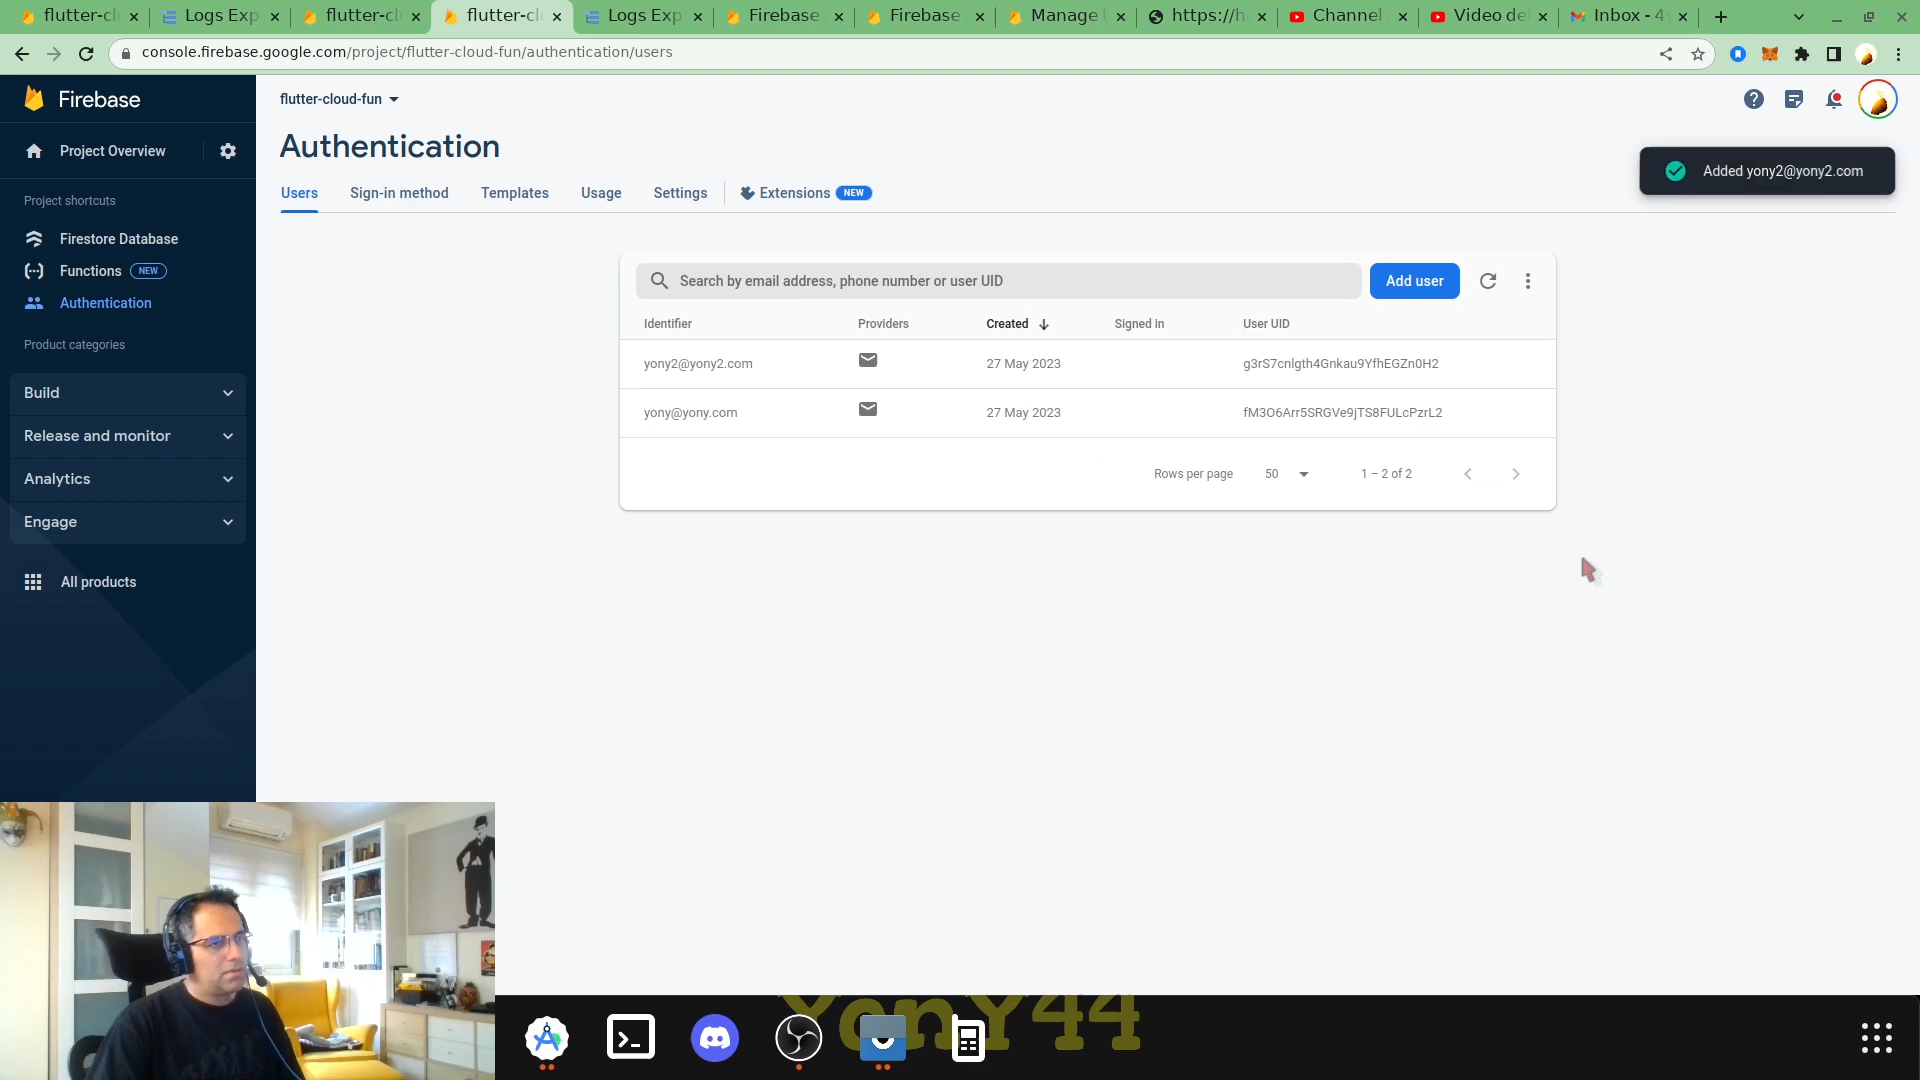 flutter-cl
Logs Exp
flutter-cl
flutter-cl
Logs Exp
Firebase
Firebase
Manage
https://h
Channel
Video de
Inbox - 4
console.firebase.google.com/project/flutter-cloud-fun/authentication/users
Firebase
Project Overview
Project shortcuts
Firestore Database
Functions NEW
Authentication
Product categories
Build
Release and monitor
Analytics
Engage
All products
flutter-cloud-fun
Authentication
Users Sign-in method Templates Usage Settings Extensions NEW
Added yony2@yony2.com
Search by email address, phone number or user UID
Add user
Identifier Providers Created Signed in User UID
yony2@yony2.com 27 May 2023 g3rS7cnlgth4Gnkau9YfhEGZn0H2
yony@yony.com 27 May 2023 fM3O6Arr5SRGVe9jTS8FULcPzrL2
Rows per page 50 1 – 2 of 2
YonY44